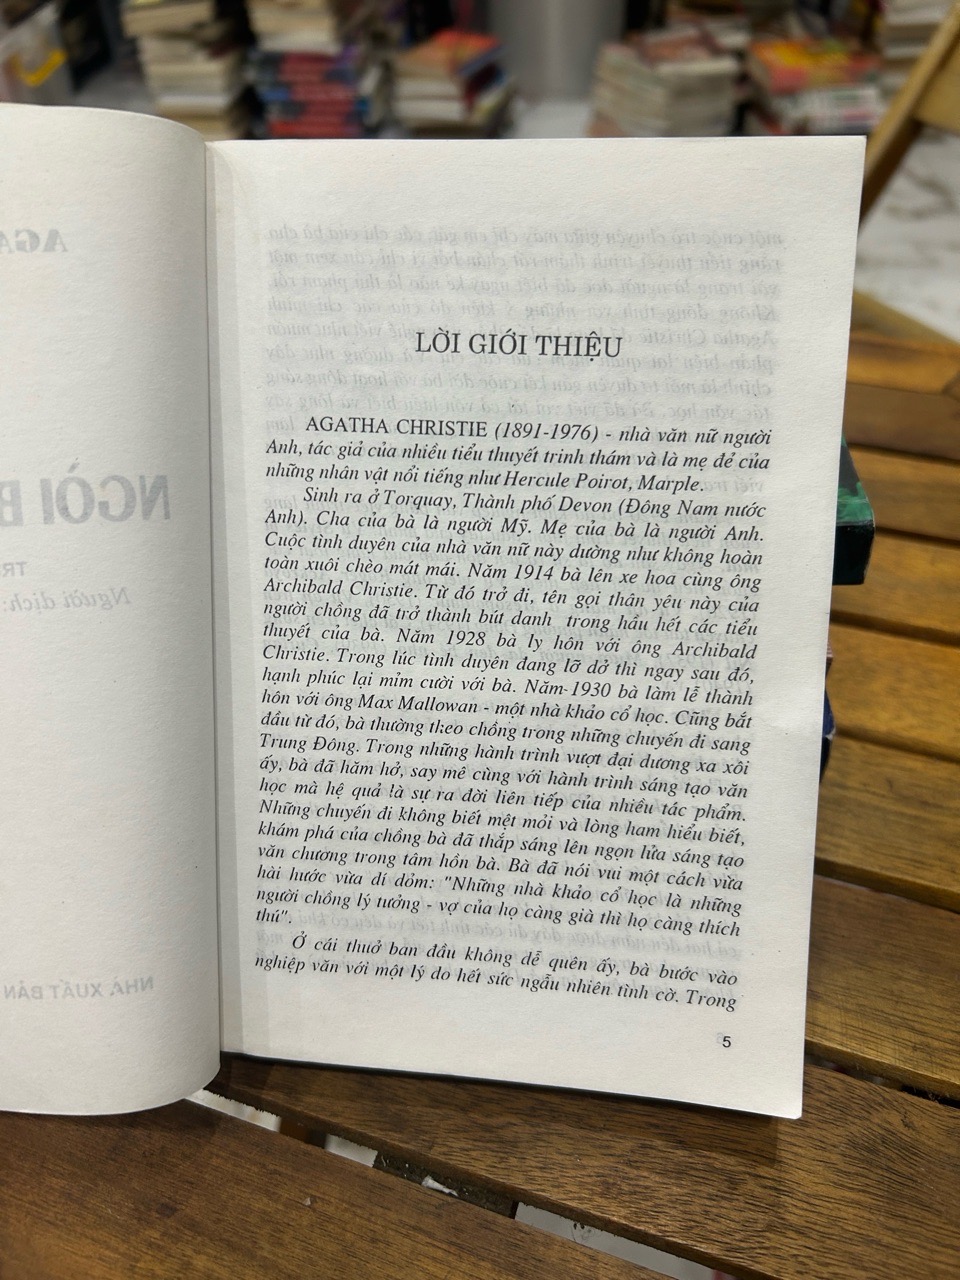 LỜI GIỚI THIỆU
AGATHA CHRISTIE (1891-1976) - nhà văn nữ người
Anh, tác giả của nhiều tiểu thuyết trinh thám và là mẹ đẻ của
những nhân vật nổi tiếng như Hercule Poirot, Marple.
Sinh ra ở Torquay, Thành phố Devon (Đông Nam nước
Anh). Cha của bà là người Mỹ. Mẹ của bà là người Anh.
Cuộc tình duyên của nhà văn nữ này dường như không hoàn
toàn xuôi chèo mát mái. Năm 1914 bà lên xe hoa cùng ông
Archibald Christie. Từ đó trở đi, tên gọi thân yêu này của
người chồng đã trở thành bút danh trong hầu hết các tiểu
thuyết của bà. Năm 1928 bà ly hôn với ông Archibald
Christie. Trong lúc tình duyên đang lỡ dở thì ngay sau đó,
hạnh phúc lại mỉm cười với bà. Năm 1930 bà làm lễ thành
hôn với ông Max Mallowan - một nhà khảo cổ học. Cũng bắt
đầu từ đó, bà thường theo chồng trong những chuyến đi sang
Trung Đông. Trong những hành trình vượt đại dương xa xôi
ấy, bà đã hăm hở, say mê cùng với hành trình sáng tạo văn
học mà hệ quả là sự ra đời liên tiếp của nhiều tác phẩm.
Những chuyến đi không biết mệt mỏi và lòng ham hiểu biết,
khám phá của chồng bà đã thắp sáng lên ngọn lửa sáng tạo
văn chương trong tâm hồn bà. Bà đã nói vui một cách vừa
hài hước vừa dí dỏm: "Những nhà khảo cổ học là những
người chồng lý tưởng - vợ của họ càng già thì họ càng thích
thú".
Ở cái thuở ban đầu không dễ quên ấy, bà bước vào
nghiệp văn với một lý do hết sức ngẫu nhiên tình cờ. Trong
5